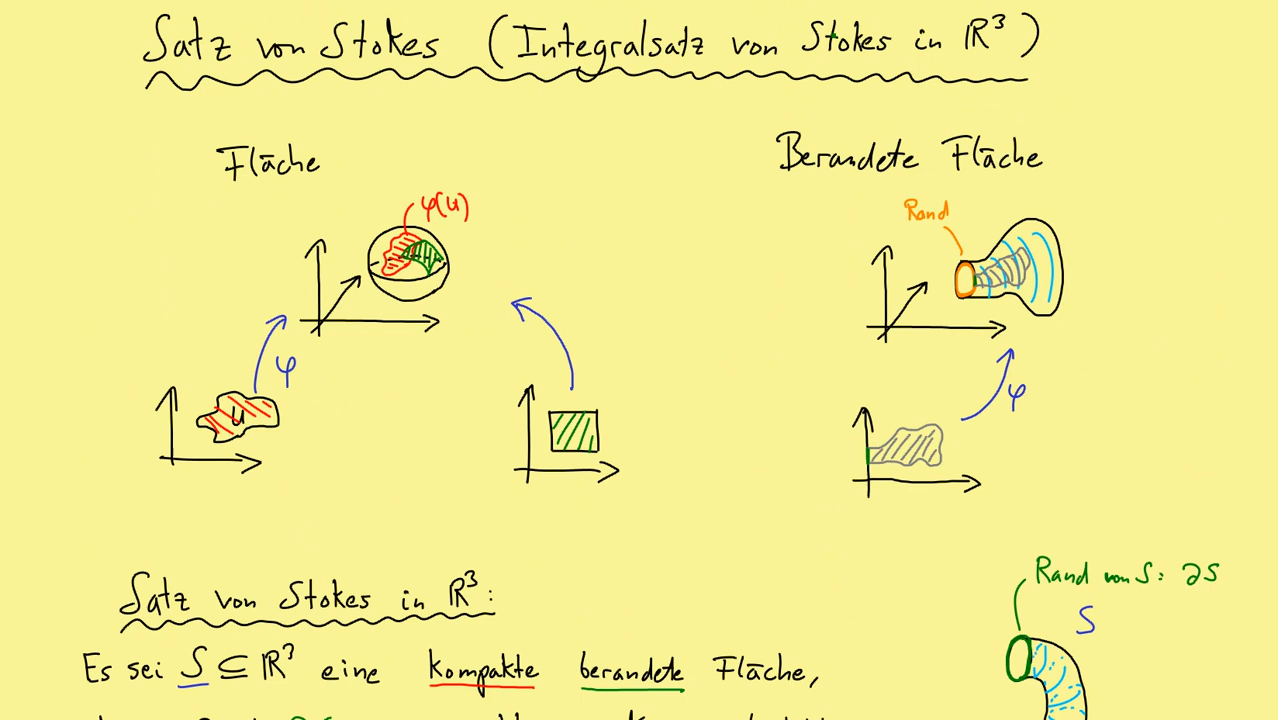 Satz von Stokes (Integralsatz von Stokes in ℝ³)
Fläche
Berandete Fläche
φ(U)
Rand
φ
φ
U
Rand von S: ∂S
S
Satz von Stokes in ℝ³:
Es sei S ⊆ ℝ³ eine kompakte berandete Fläche,